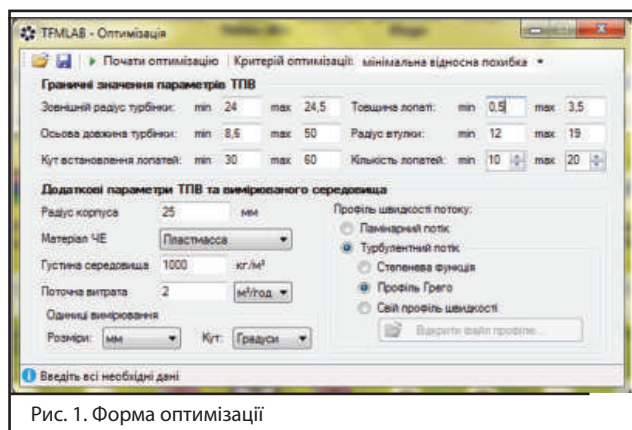 TFMLAB - Оптимизація
Почати оптимізацію Критерій оптимізації: мінімальна відносна похибка
Граничні значення параметрів ТПВ
Зовнішній радіус турбінки: min 24 max 24,5 Товщина лопаті: min 0,5 max 3,5
Осьова довжина турбінки: min 8,6 max 50 Радіус втулки: min 12 max 19
Кут встановлення лопатей: min 30 max 60 Кількість лопатей: min 10 max 20
Додаткові параметри ТПВ та вимірюваного середовища
Радіус корпуса 25 мм Профіль швидкості потоку:
Ламінарний потік
Матеріал ЧЕ Пластмасса Турбулентний потік
Густина середовища 1000 кг/м³ Степенева функція
Поточна витрата 2 м³/год Профіль Грего
Одиниці вимірювання Свій профіль швидкості
Розміри: мм Кут: Градуси Відкрити файл профілю...
Введіть всі необхідні дані
Рис. 1. Форма оптимізації